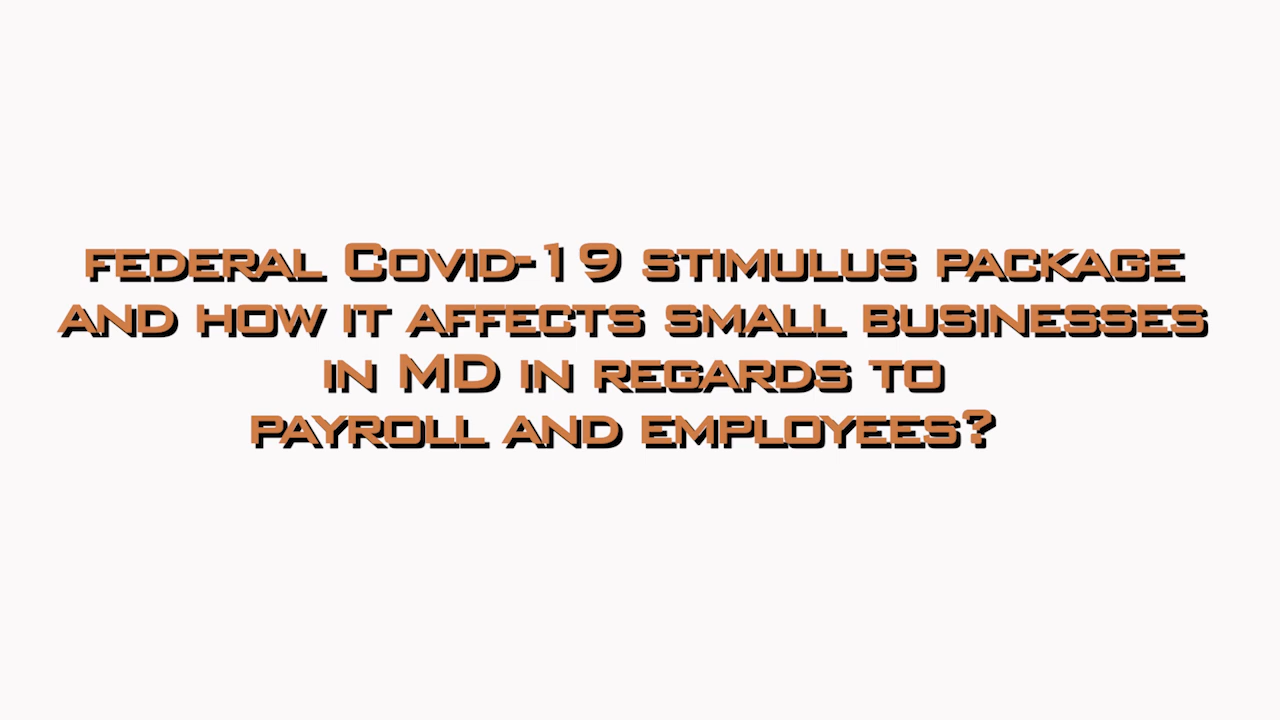 federal Covid-19 stimulus package
and how it affects small businesses
in MD in regards to
payroll and employees?